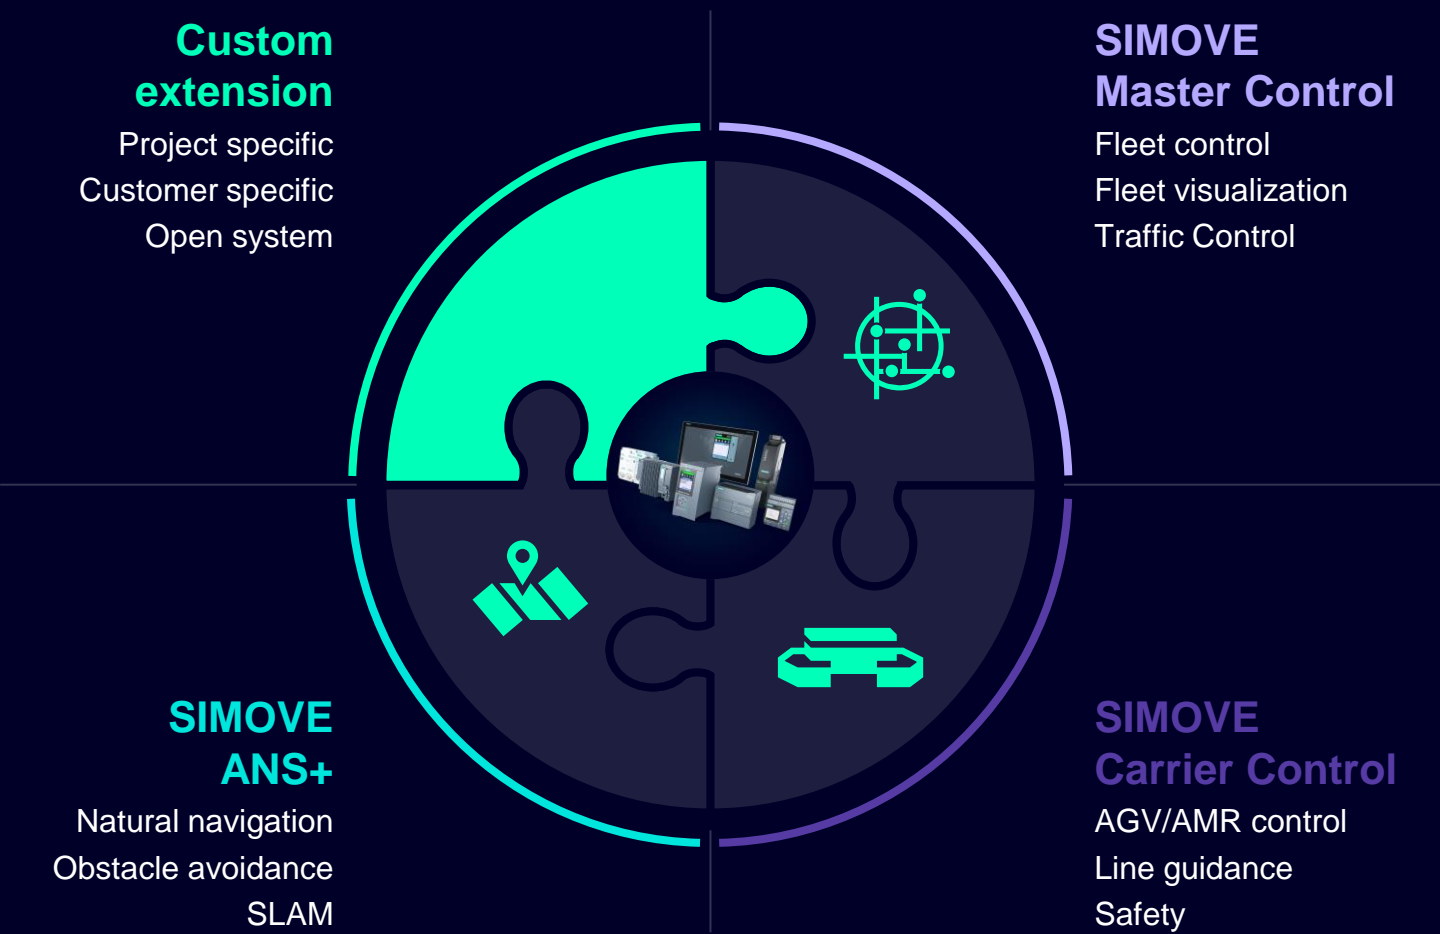 Custom
extension
Project specific
Customer specific
Open system
SIMOVE
Master Control
Fleet control
Fleet visualization
Traffic Control
SIMOVE
ANS+
Natural navigation
Obstacle avoidance
SLAM
SIMOVE
Carrier Control
AGV/AMR control
Line guidance
Safety